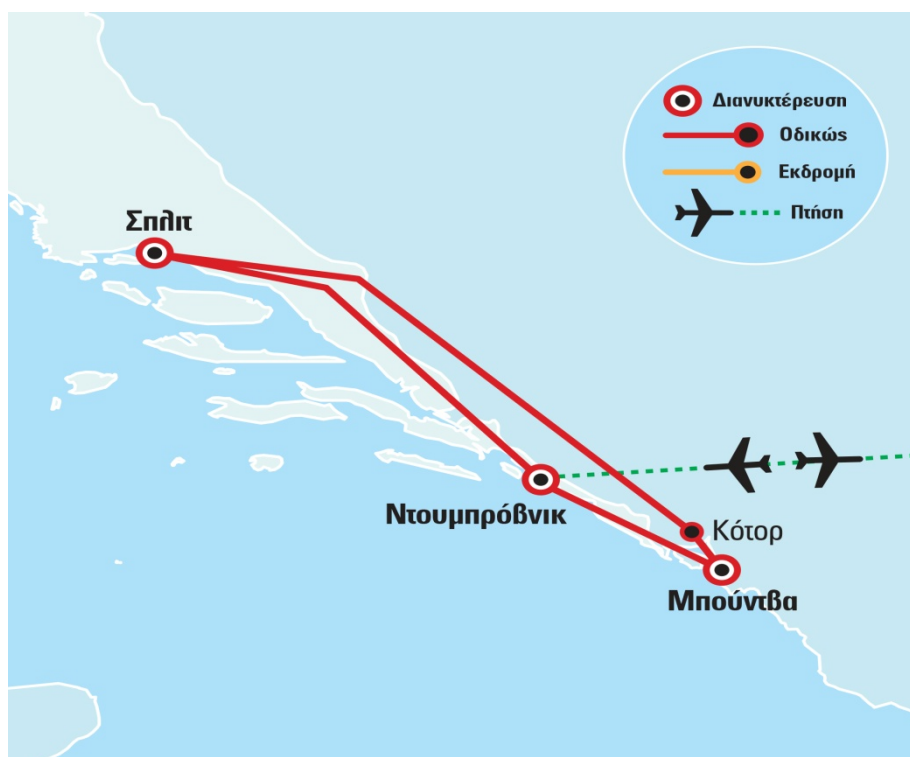 Διανυκτέρευση
Οδικώς
Εκδρομή
Πτήση
Σπλιτ
Ντουμπρόβνικ
Κότορ
Μπούντβα